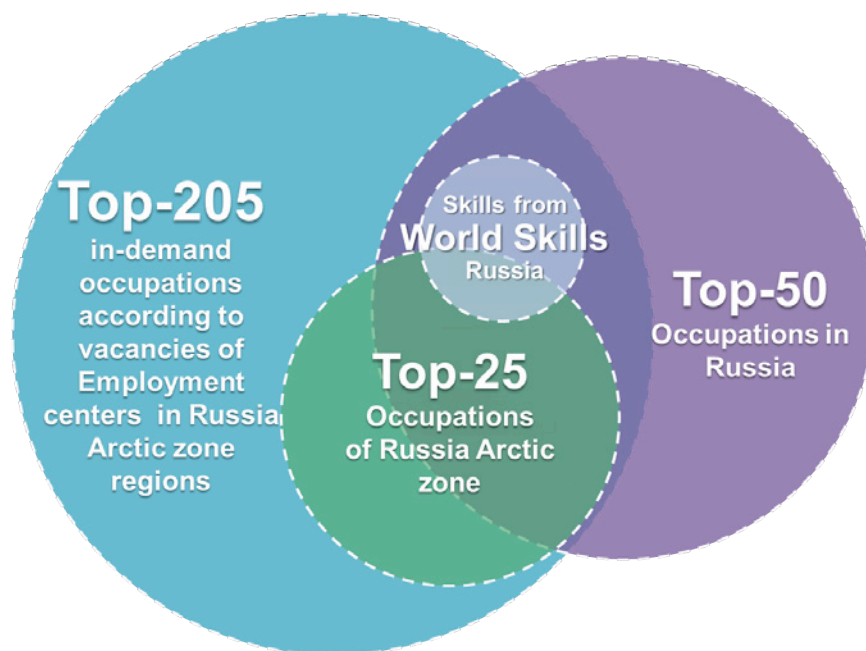 Top-205
in-demand
occupations
according to
vacancies of
Employment
centers in Russia
Arctic zone
regions
Skills from
World Skills
Russia
Top-25
Occupations
of Russia Arctic
zone
Top-50
Occupations in
Russia